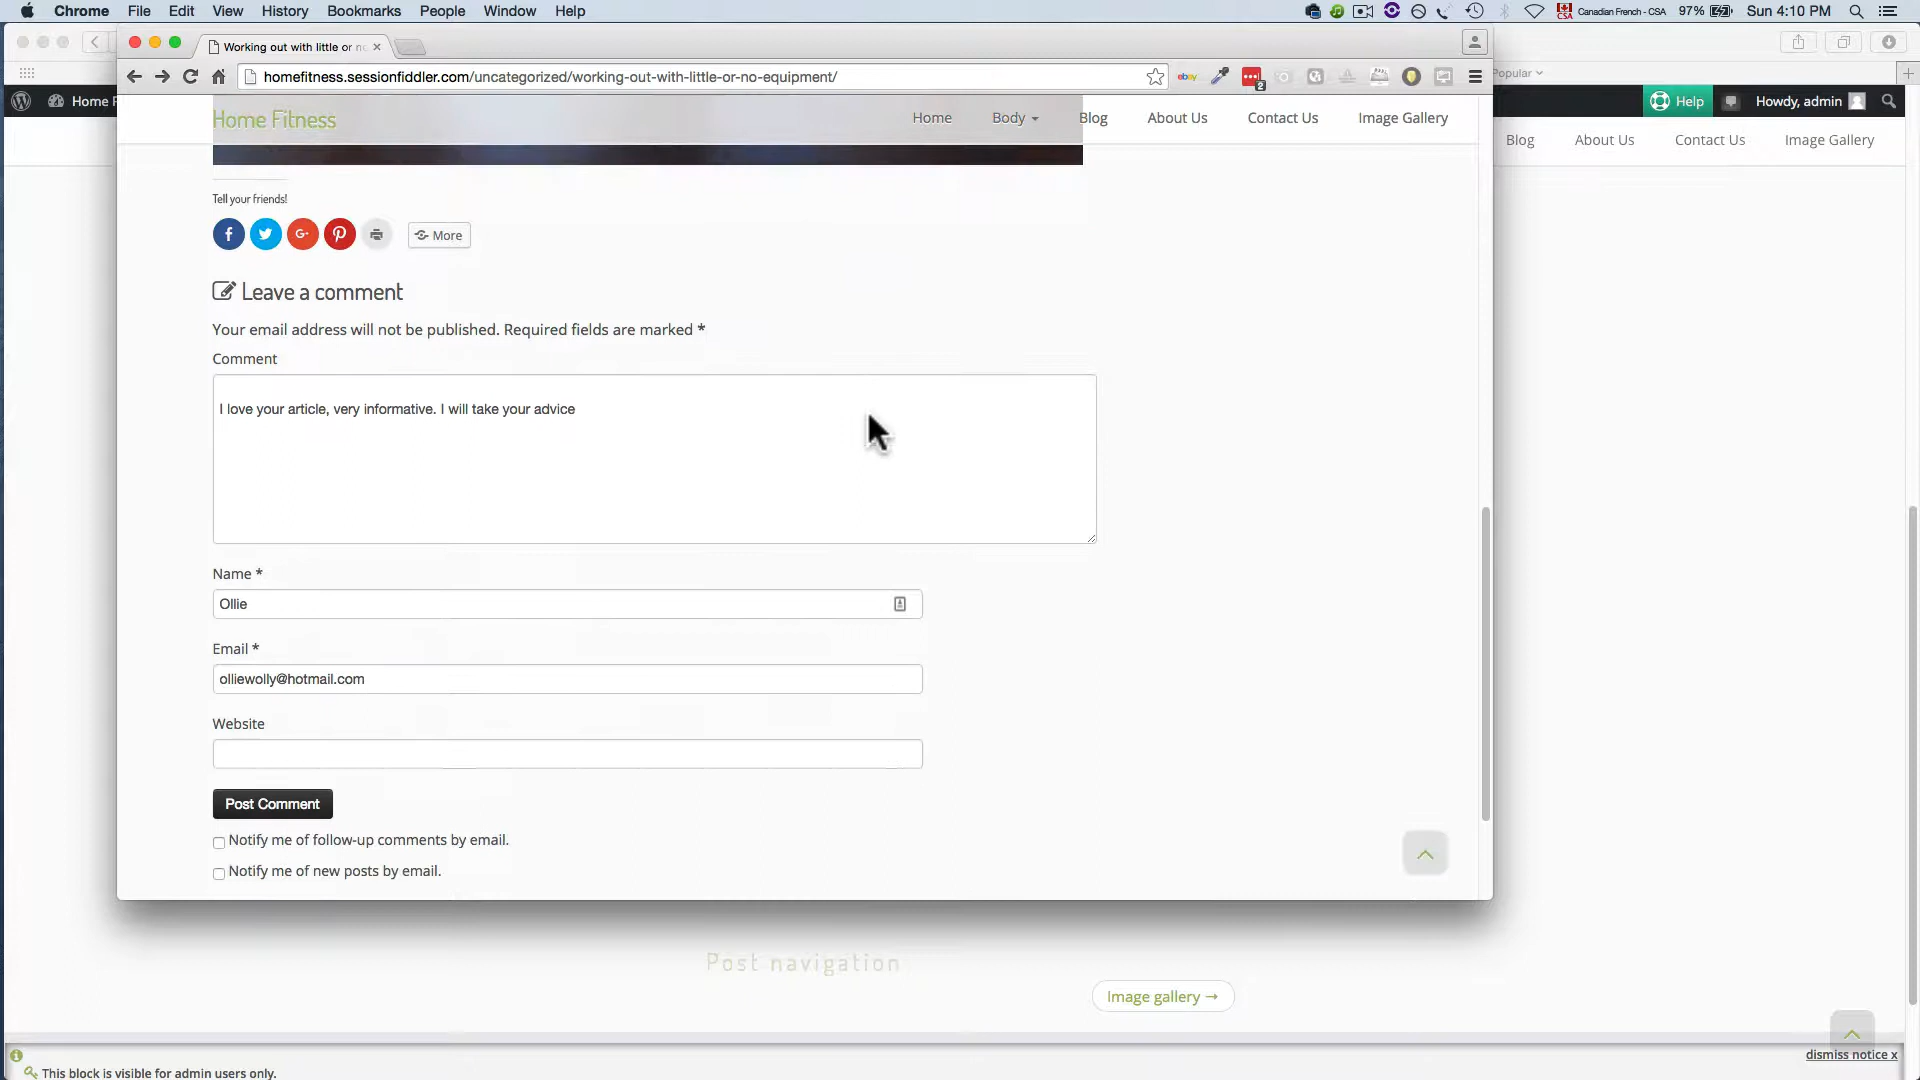 Chrome File Edit View History Bookmarks People Window Help
CSA Canadian French - CSA 97% Sun 4:10 PM
Working out with little or n
homefitness.sessionfiddler.com/uncategorized/working-out-with-little-or-no-equipment/
ebay
2
Popular
Home Help Howdy, admin
Home Fitness Home Body Blog About Us Contact Us Image Gallery
Blog About Us Contact Us Image Gallery
Tell your friends!
More
Leave a comment
Your email address will not be published. Required fields are marked *
Comment
I love your article, very informative. I will take your advice
Name *
Ollie
Email *
olliewolly@hotmail.com
Website
Post Comment
Notify me of follow-up comments by email.
Notify me of new posts by email.
Post navigation
Image gallery →
dismiss notice x
This block is visible for admin users only.